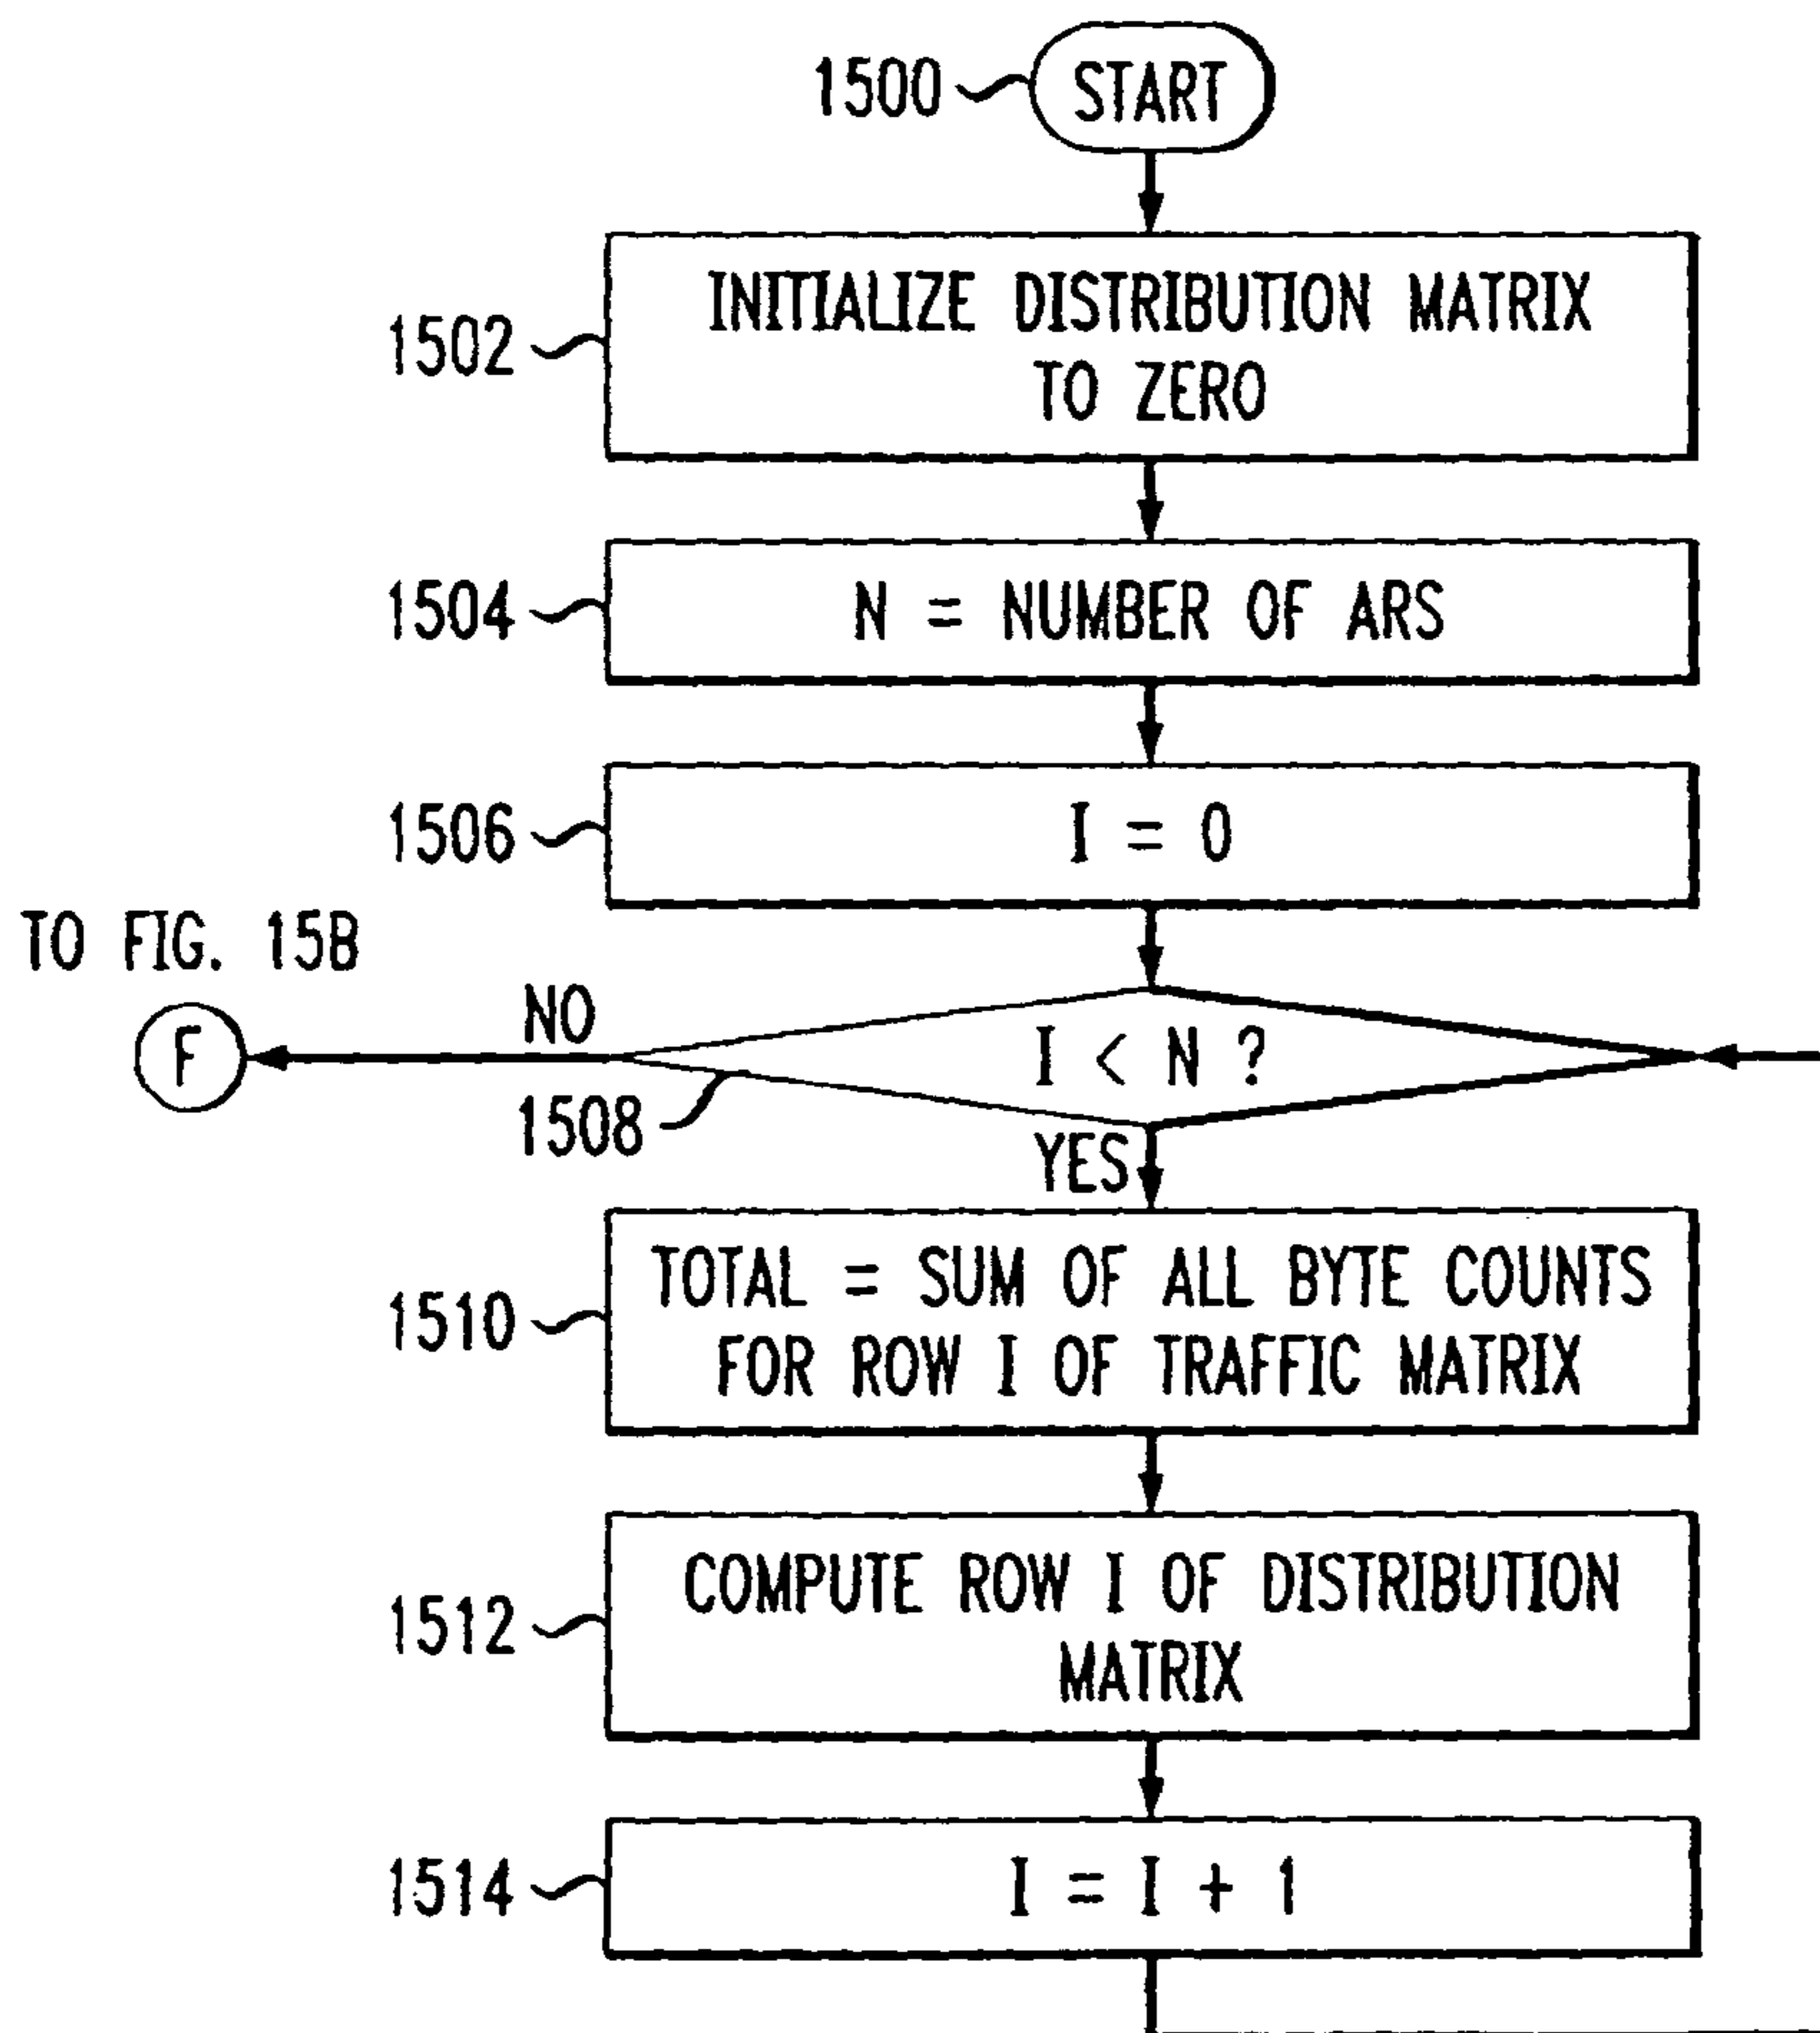 1500
START
1502
INITIALIZE DISTRIBUTION MATRIX
TO ZERO
1504
N = NUMBER OF ARS
1506
I = 0
TO FIG. 15B
F
NO
I < N ?
1508
YES
1510
TOTAL = SUM OF ALL BYTE COUNTS
FOR ROW I OF TRAFFIC MATRIX
1512
COMPUTE ROW I OF DISTRIBUTION
MATRIX
1514
I = I + 1